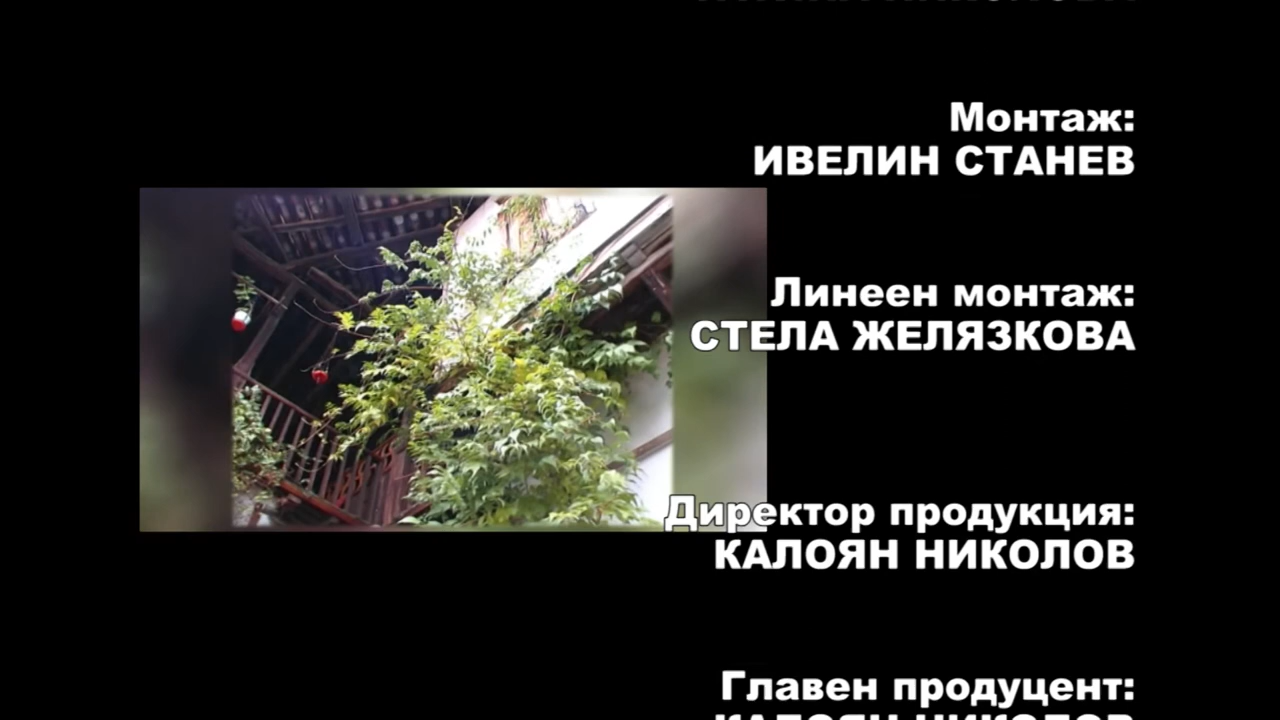 Монтаж:
ИВЕЛИН СТАНЕВ
Линеен монтаж:
СТЕЛА ЖЕЛЯЗКОВА
Директор продукция:
КАЛОЯН НИКОЛОВ
Главен продуцент: